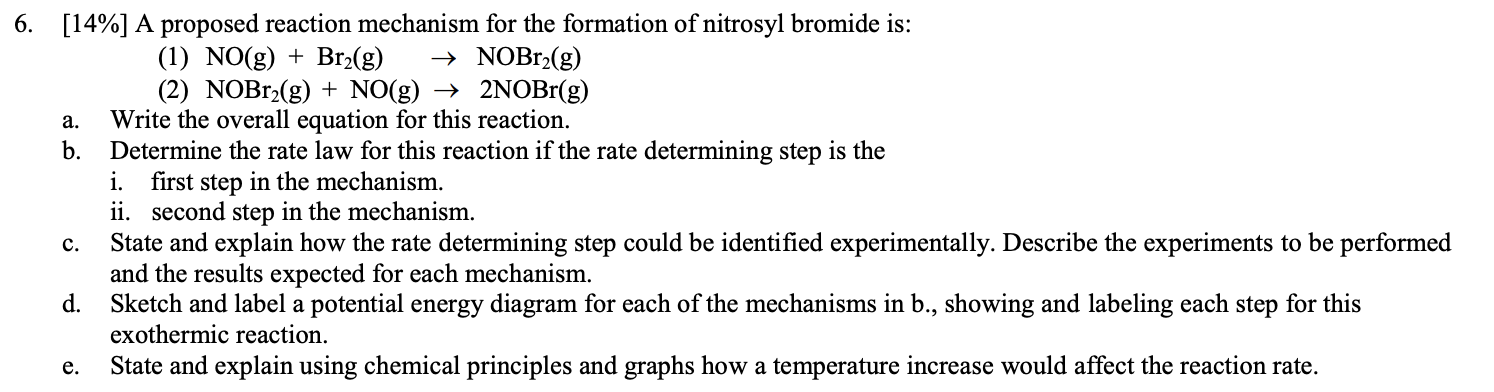 6. [14%] A proposed reaction mechanism for the formation of nitrosyl bromide is:
(1) NO(g) + Br₂(g) → NOBr₂(g)
(2) NOBr₂(g) + NO(g) → 2NOBr(g)
a. Write the overall equation for this reaction.
b. Determine the rate law for this reaction if the rate determining step is the
i. first step in the mechanism.
ii. second step in the mechanism.
c. State and explain how the rate determining step could be identified experimentally. Describe the experiments to be performed
and the results expected for each mechanism.
d. Sketch and label a potential energy diagram for each of the mechanisms in b., showing and labeling each step for this
exothermic reaction.
e. State and explain using chemical principles and graphs how a temperature increase would affect the reaction rate.